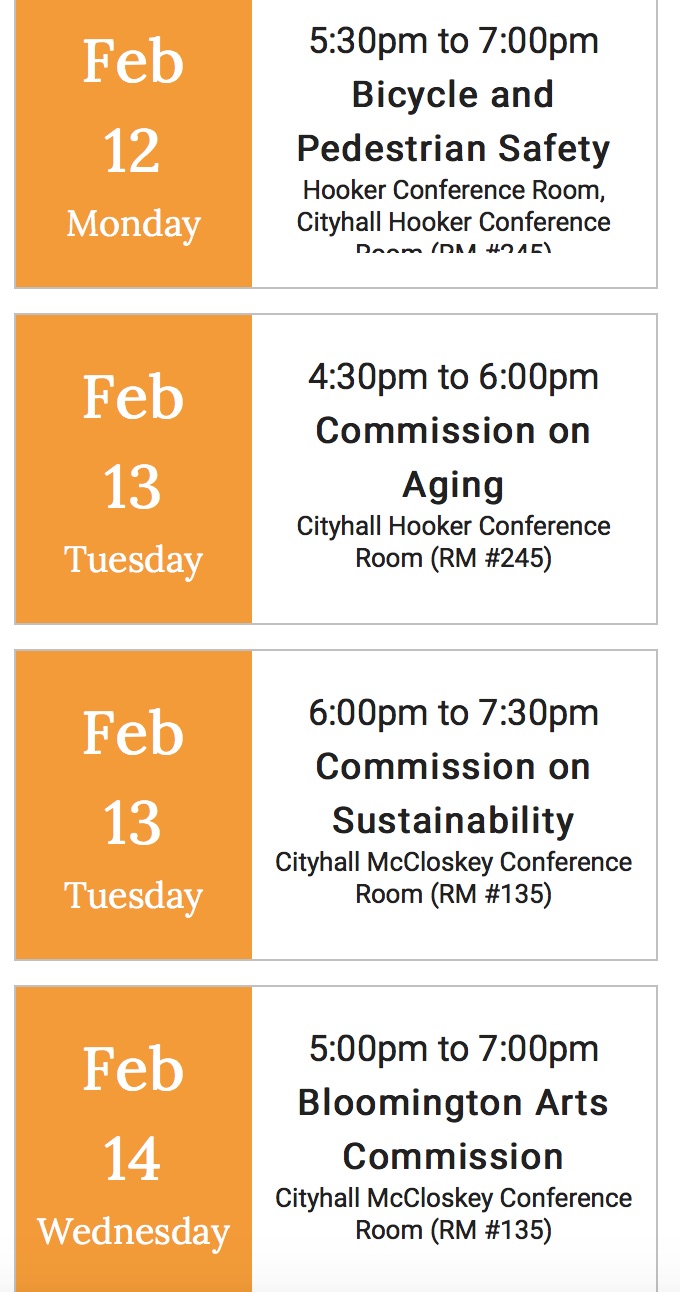 Feb
12
Monday
5:30pm to 7:00pm
Bicycle and
Pedestrian Safety
Hooker Conference Room,
Cityhall Hooker Conference
Room (RM #245)
Feb
13
Tuesday
4:30pm to 6:00pm
Commission on
Aging
Cityhall Hooker Conference
Room (RM #245)
Feb
13
Tuesday
6:00pm to 7:30pm
Commission on
Sustainability
Cityhall McCloskey Conference
Room (RM #135)
Feb
14
Wednesday
5:00pm to 7:00pm
Bloomington Arts
Commission
Cityhall McCloskey Conference
Room (RM #135)